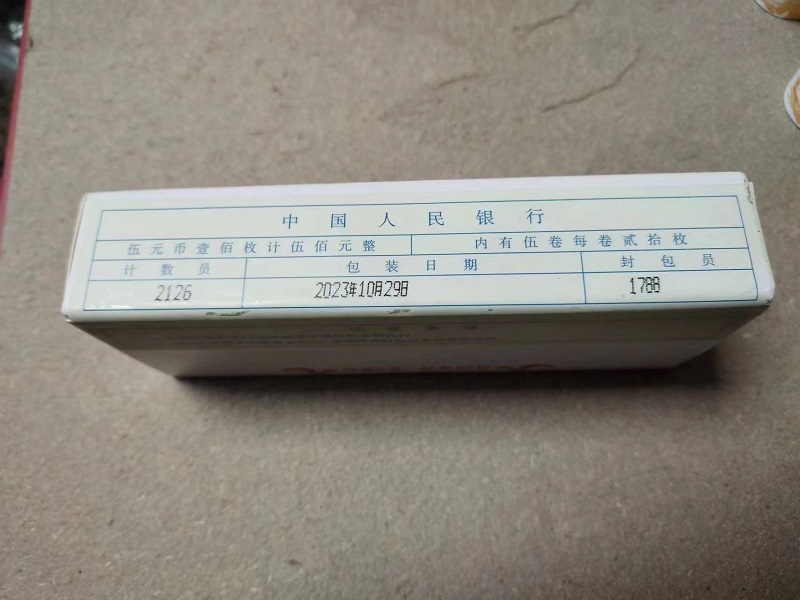 中国人民银行
伍元币壹佰枚计伍佰元整 内有伍卷每卷贰拾枚
计数员 包装日期 封包员
2126 2023年10月29日 1788